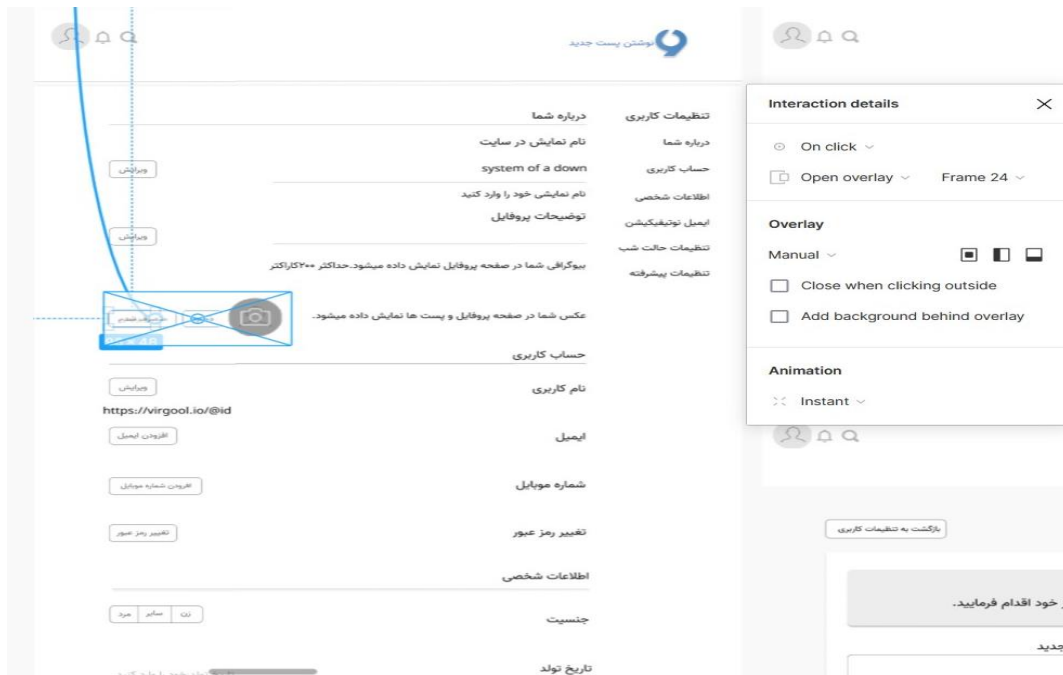 نوشتن پست جدید
تنظیمات کاربری
درباره شما
حساب کاربری
اطلاعات شخصی
ایمیل نوتیفیکیشن
تنظیمات حالت شب
تنظیمات پیشرفته
درباره شما
نام نمایش در سایت
system of a down
ویرایش
نام نمایشی خود را وارد کنید
توضیحات پروفایل
ویرایش
بیوگرافی شما در صفحه پروفایل نمایش داده میشود.حداکثر ۲۰۰کاراکتر
عکس شما در صفحه پروفایل و پست ها نمایش داده میشود.
حساب کاربری
نام کاربری
ویرایش
https://virgool.io/@id
ایمیل
افزودن ایمیل
شماره موبایل
افزودن شماره موبایل
تغییر رمز عبور
تغییر رمز عبور
اطلاعات شخصی
جنسیت
زن
سایر
مرد
تاریخ تولد
Interaction details
On click
Open overlay Frame 24
Overlay
Manual
Close when clicking outside
Add background behind overlay
Animation
Instant
بازگشت به تنظیمات کاربری
خود اقدام فرمایید.
جدید